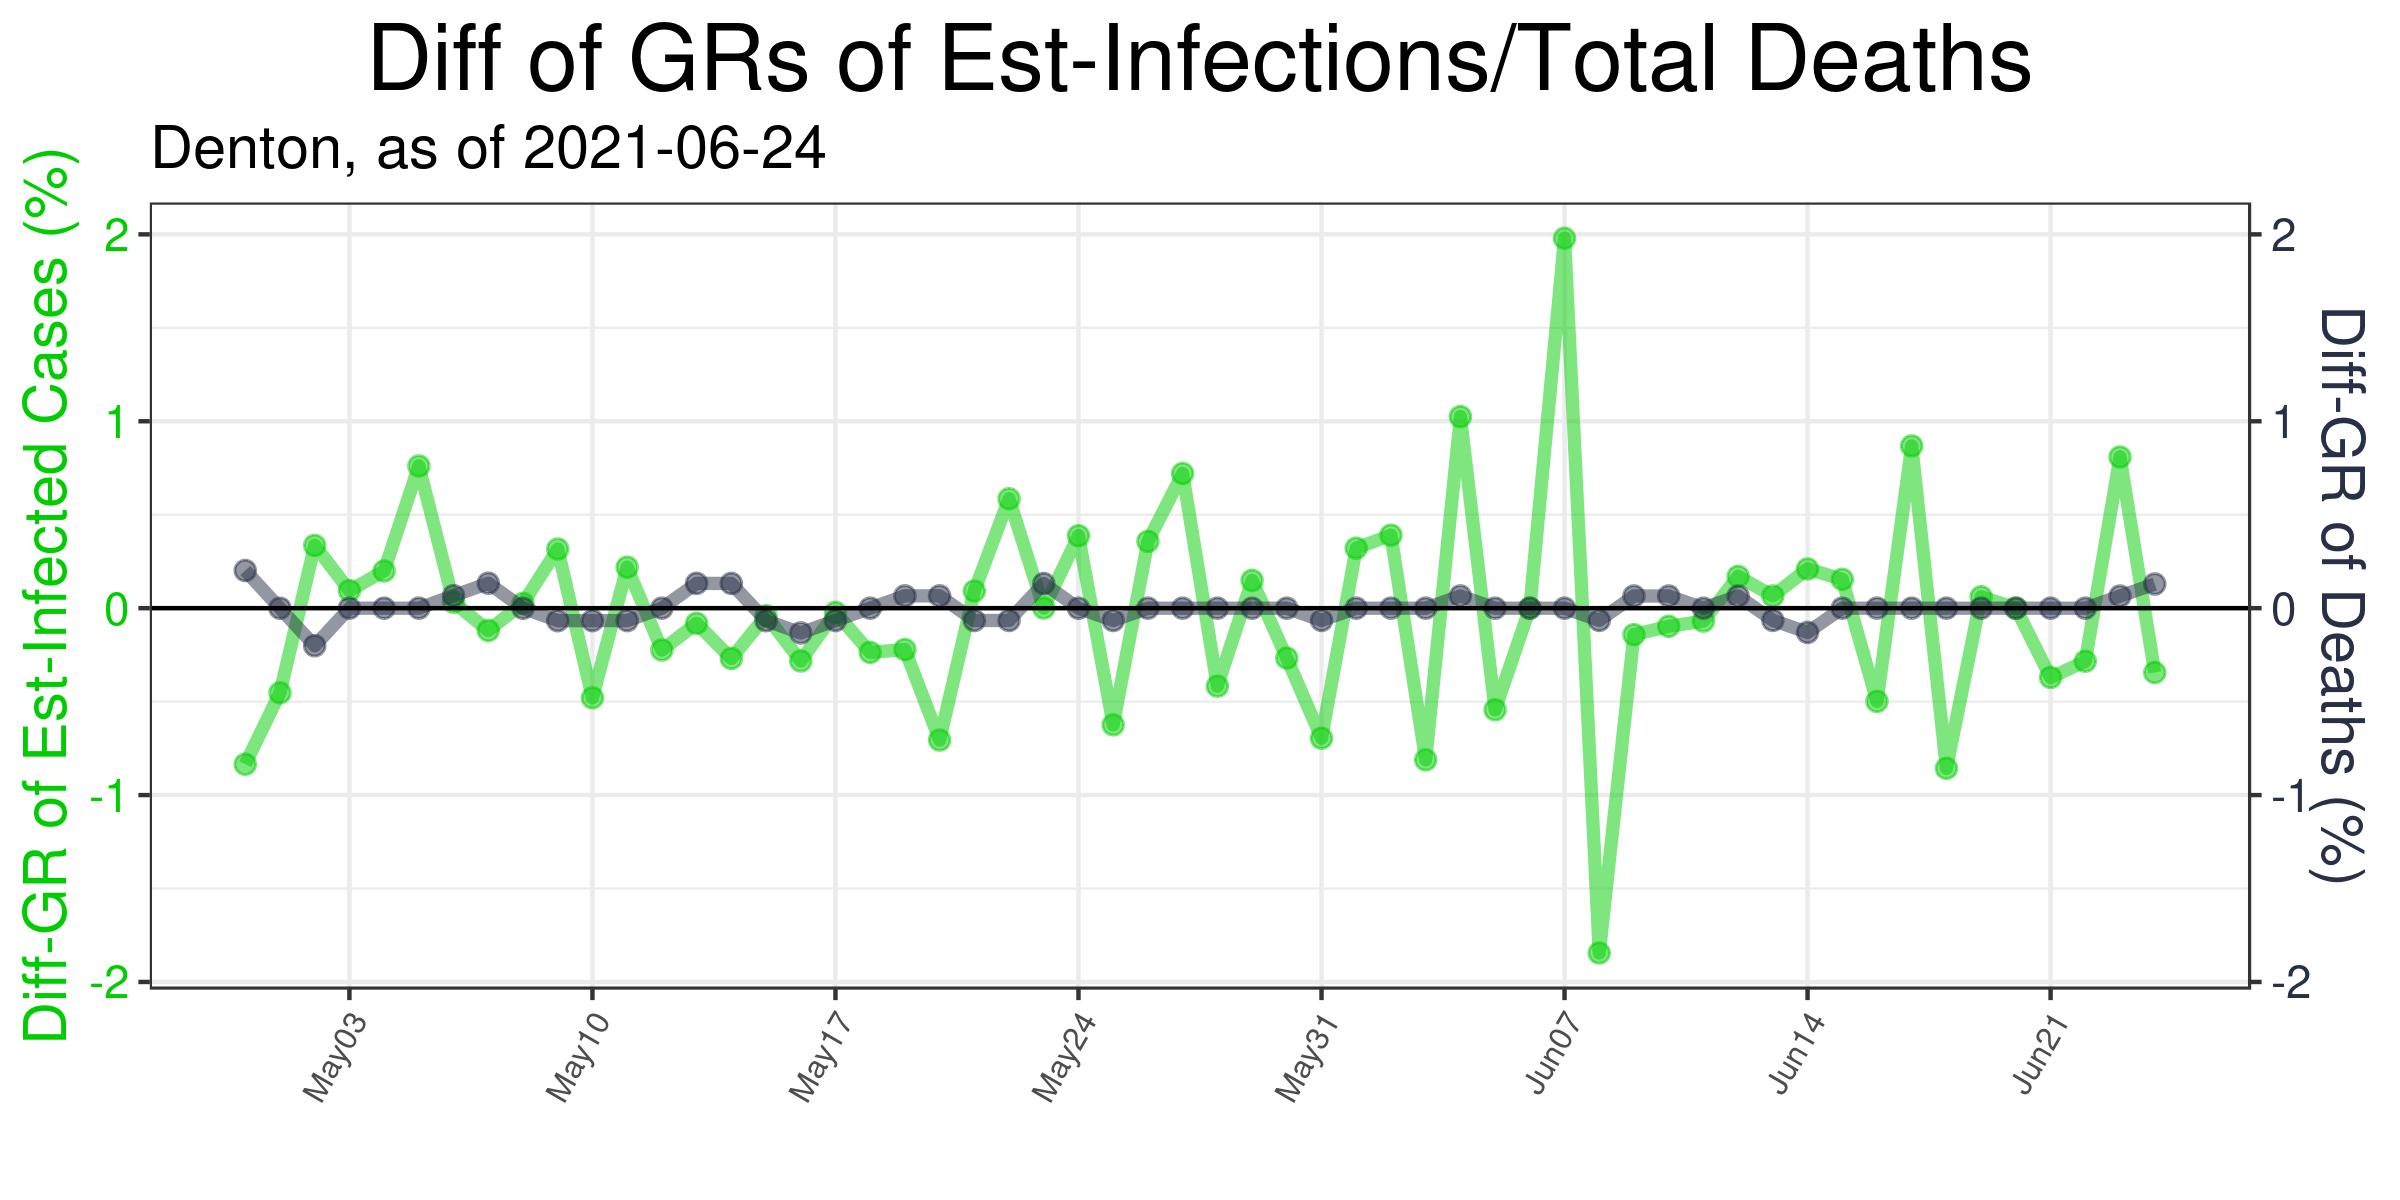 Diff of GRs of Est-Infections/Total Deaths
Denton, as of 2021-06-24
Diff-GR of Est-Infected Cases (%)
2
1
0
-1
-2
2
1
0
-1
-2
Diff-GR of Deaths (%)
May03
May10
May17
May24
May31
Jun07
Jun14
Jun21